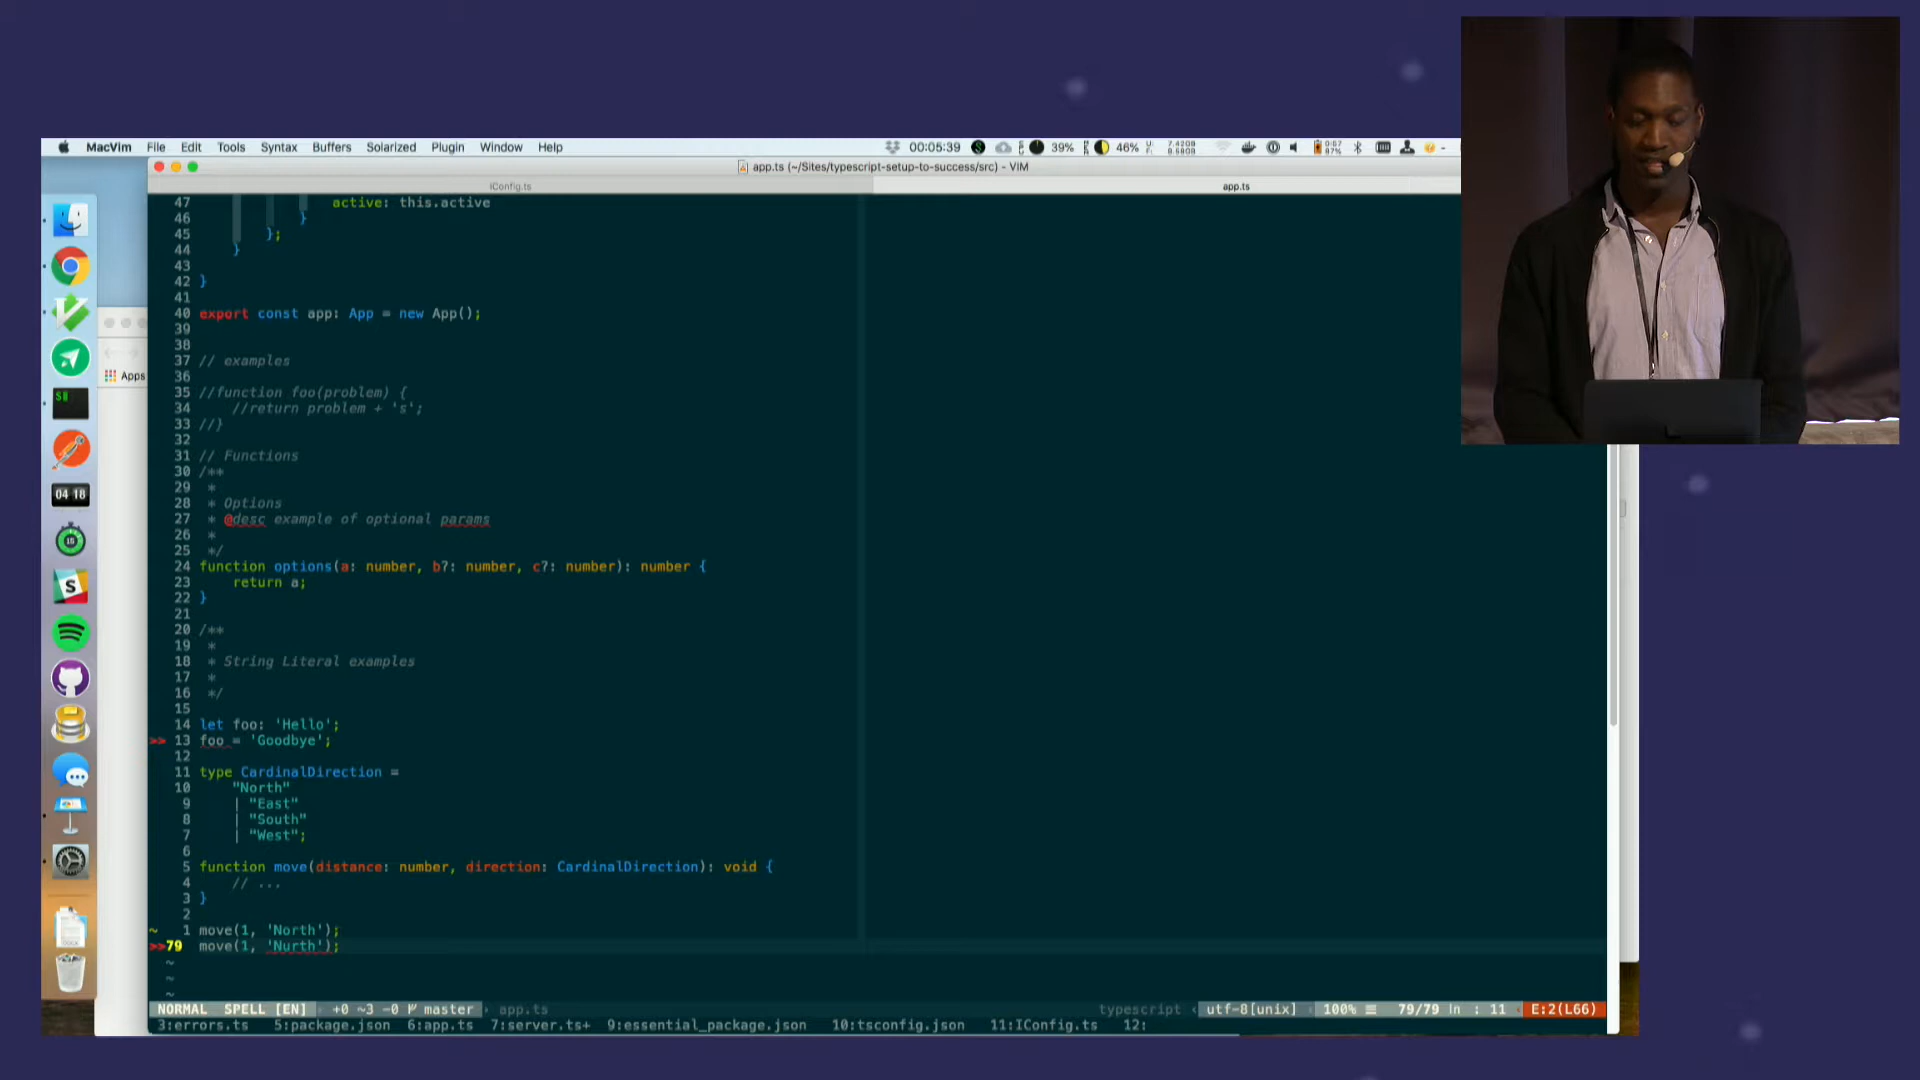 MacVim File Edit Tools Syntax Buffers Solarized Plugin Window Help 00:05:39 39% 46% 0:57 87%
app.ts (~/Sites/typescript-setup-to-success/src) - VIM
IConfig.ts app.ts
47 active: this.active
46 }
45 };
44 }
43
42 }
41
40 export const app: App = new App();
39
38
37 // examples
36
35 //function foo(problem) {
34 //return problem + 's';
33 //}
32
31 // Functions
30 /**
29 *
28 * Options
27 * @desc example of optional params
26 *
25 */
24 function options(a: number, b?: number, c?: number): number {
23 return a;
22 }
21
20 /**
19 *
18 * String Literal examples
17 *
16 */
15
14 let foo: 'Hello';
>> 13 foo = 'Goodbye';
12
11 type CardinalDirection =
10 "North"
9 | "East"
8 | "South"
7 | "West";
6
5 function move(distance: number, direction: CardinalDirection): void {
4 // ...
3 }
2
~ 1 move(1, 'North');
>>79 move(1, 'Nurth');
~
~
~
NORMAL SPELL [EN] +0 ~3 -0 master app.ts typescript utf-8[unix] 100% 79/79 ln : 11 E:2(L66)
3:errors.ts 5:package.json 6:app.ts 7:server.ts+ 9:essential_package.json 10:tsconfig.json 11:IConfig.ts 12:
Apps
04 18
S